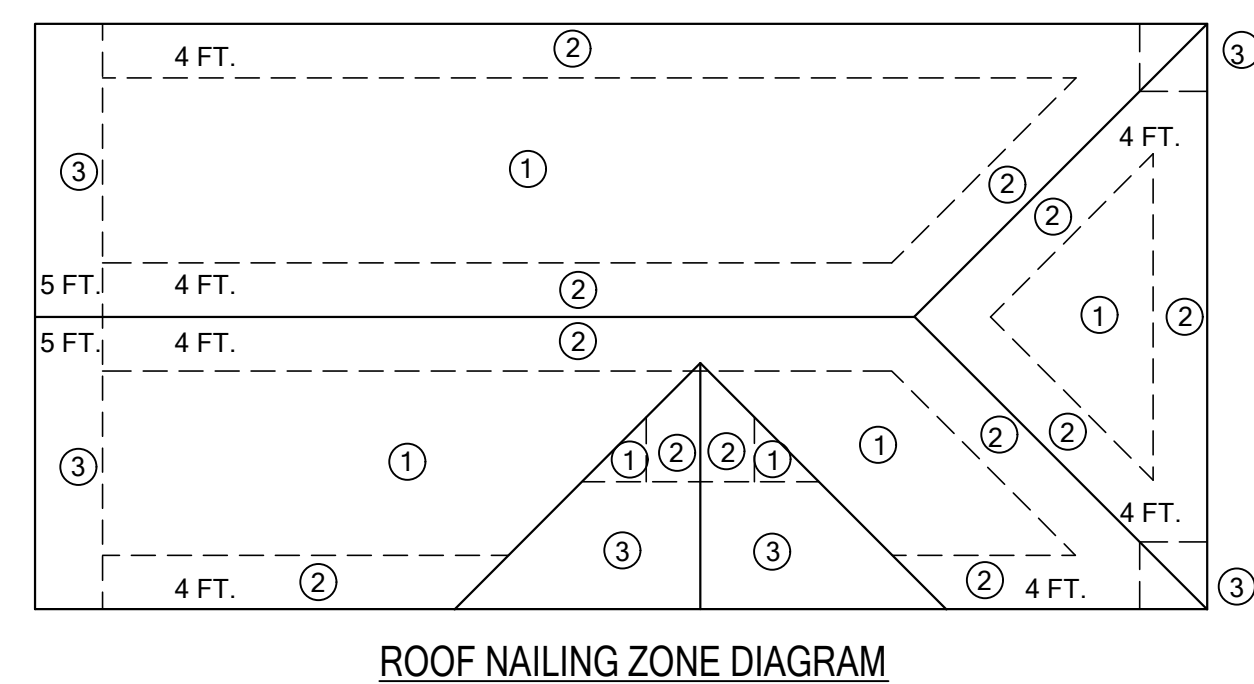 4 FT. ② ③
③ ① 4 FT.
② ②
5 FT. 4 FT. ② ① ②
5 FT. 4 FT. ②
③ ① ① ② ② ① ① ② ②
4 FT.
③ ③
4 FT. ② ② 4 FT. ③
ROOF NAILING ZONE DIAGRAM